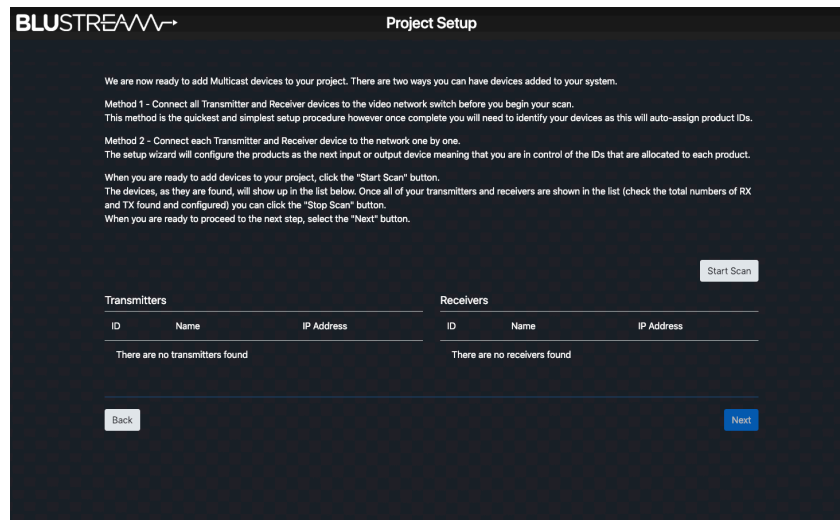 BLUSTREAM
Project Setup
We are now ready to add Multicast devices to your project. There are two ways you can have devices added to your system.
Method 1 - Connect all Transmitter and Receiver devices to the video network switch before you begin your scan.
This method is the quickest and simplest setup procedure however once complete you will need to identify your devices as this will auto-assign product IDs.
Method 2 - Connect each Transmitter and Receiver device to the network one by one.
The setup wizard will configure the products as the next input or output device meaning that you are in control of the IDs that are allocated to each product.
When you are ready to add devices to your project, click the "Start Scan" button.
The devices, as they are found, will show up in the list below. Once all of your transmitters and receivers are shown in the list (check the total numbers of RX
and TX found and configured) you can click the "Stop Scan" button.
When you are ready to proceed to the next step, select the "Next" button.
Start Scan
Transmitters
ID Name IP Address
There are no transmitters found
Receivers
ID Name IP Address
There are no receivers found
Back
Next